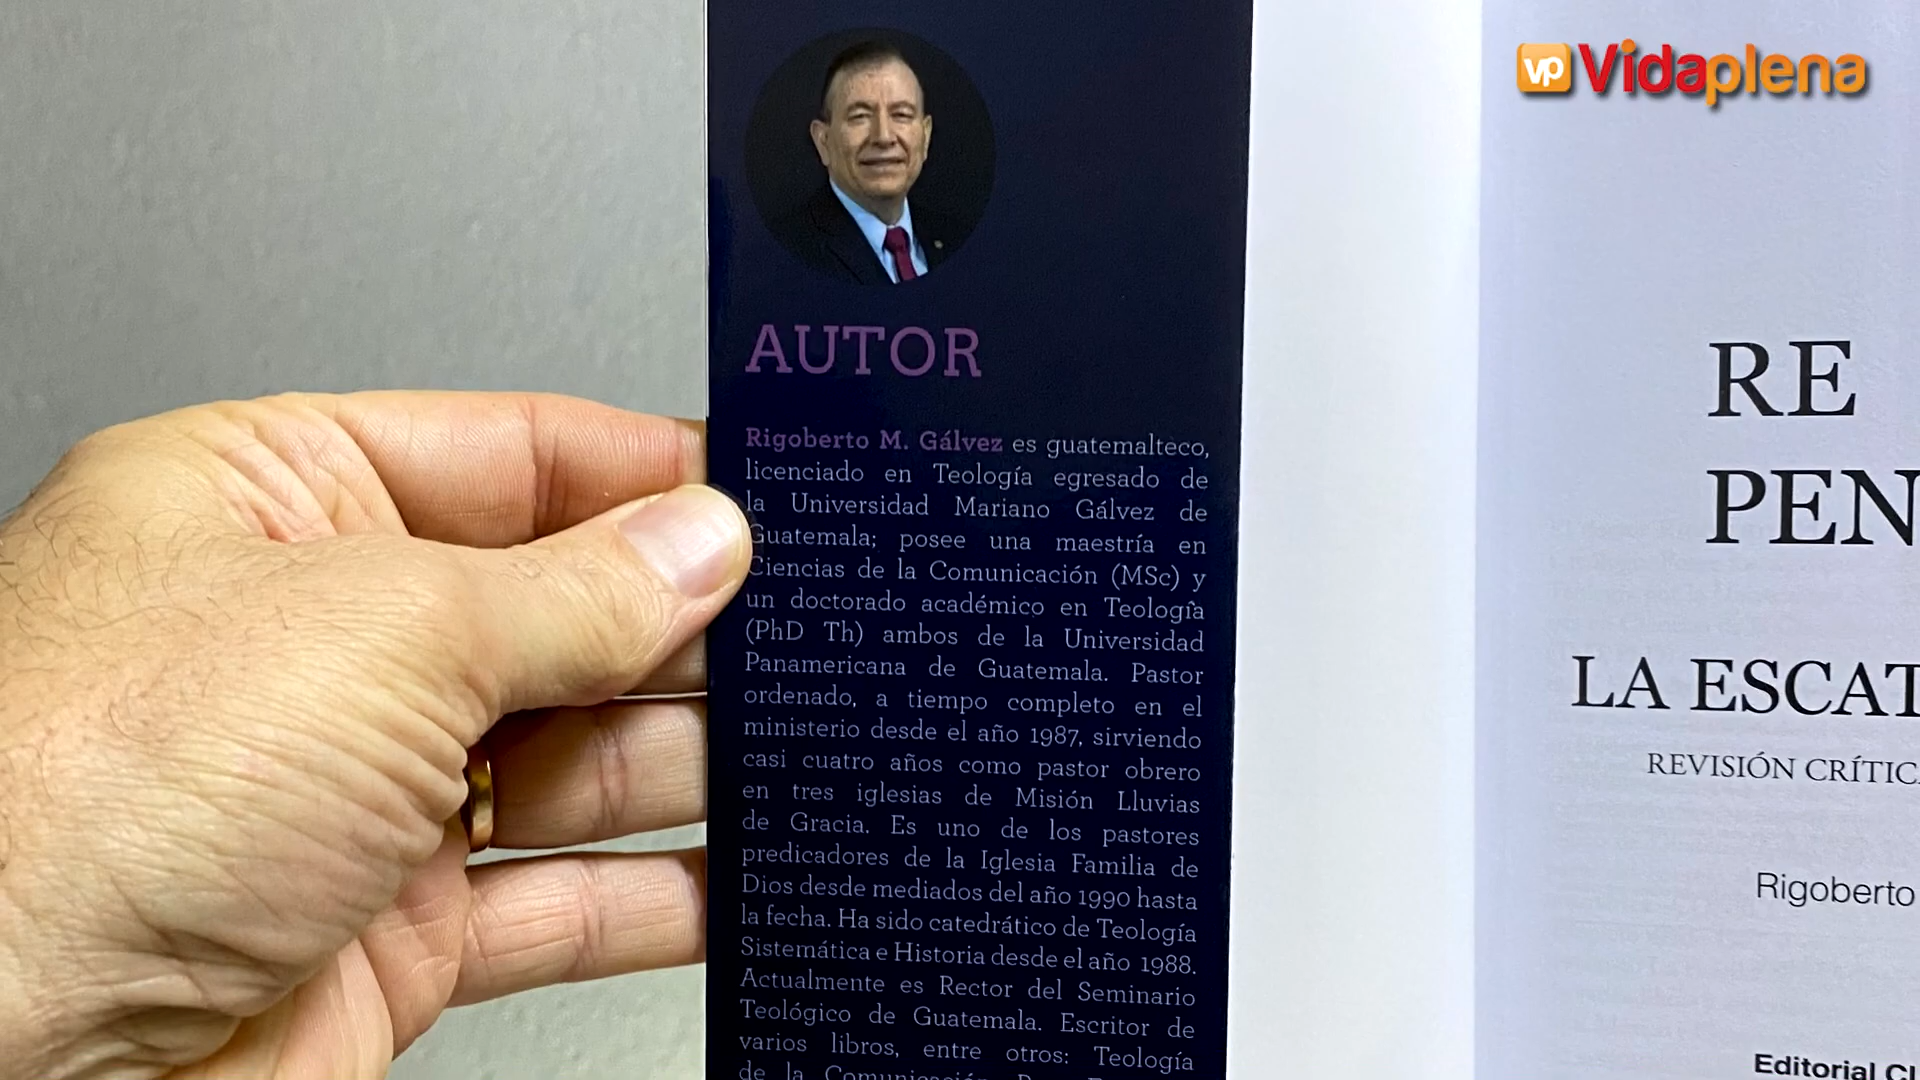 vp Vidaplena
AUTOR
Rigoberto M. Gálvez es guatemalteco,
licenciado en Teología egresado de
la Universidad Mariano Gálvez de
Guatemala; posee una maestría en
Ciencias de la Comunicación (MSc) y
un doctorado académico en Teología
(PhD Th) ambos de la Universidad
Panamericana de Guatemala. Pastor
ordenado, a tiempo completo en el
ministerio desde el año 1987, sirviendo
casi cuatro años como pastor obrero
en tres iglesias de Misión Lluvias
de Gracia. Es uno de los pastores
predicadores de la Iglesia Familia de
Dios desde mediados del año 1990 hasta
la fecha. Ha sido catedrático de Teología
Sistemática e Historia desde el año 1988.
Actualmente es Rector del Seminario
Teológico de Guatemala. Escritor de
varios libros, entre otros: Teología
de la Comunicación
RE
PEN
LA ESCAT
REVISIÓN CRÍTIC
Rigoberto
Editorial Cl